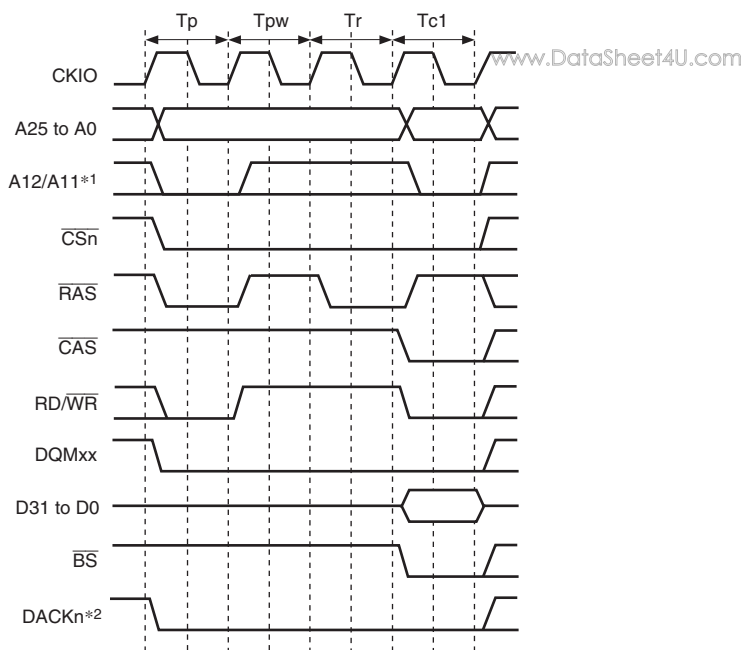 Tp Tpw Tr Tc1
CKIO
www.DataSheet4U.com
A25 to A0
A12/A11*1
CSn
RAS
CAS
RD/WR
DQMxx
D31 to D0
BS
DACKn*2